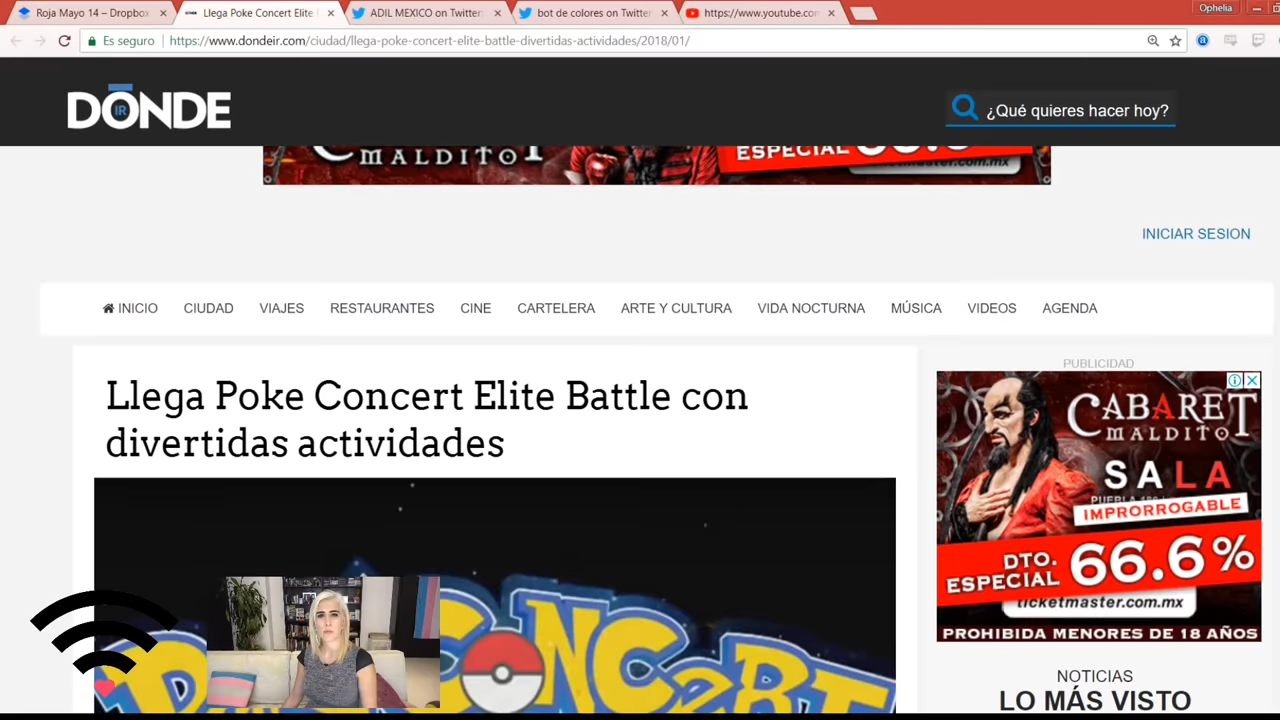 Roja Mayo 14 – Dropbox
Llega Poke Concert Elite
ADIL MEXICO on Twitter
bot de colores on Twitter
https://www.youtube.com
Ophelia
Es seguro
https://www.dondeir.com/ciudad/llega-poke-concert-elite-battle-divertidas-actividades/2018/01/
DÓNDE
IR
¿Qué quieres hacer hoy?
MALDITO
ESPECIAL
INICIAR SESION
INICIO CIUDAD VIAJES RESTAURANTES CINE CARTELERA ARTE Y CULTURA VIDA NOCTURNA MÚSICA VIDEOS AGENDA
Llega Poke Concert Elite Battle con
divertidas actividades
PUBLICIDAD
CABARET
MALDITO
SALA
IMPRORROGABLE
DTO.
ESPECIAL 66.6%
ticketmaster.com.mx
PROHIBIDA MENORES DE 18 AÑOS
NOTICIAS
LO MÁS VISTO